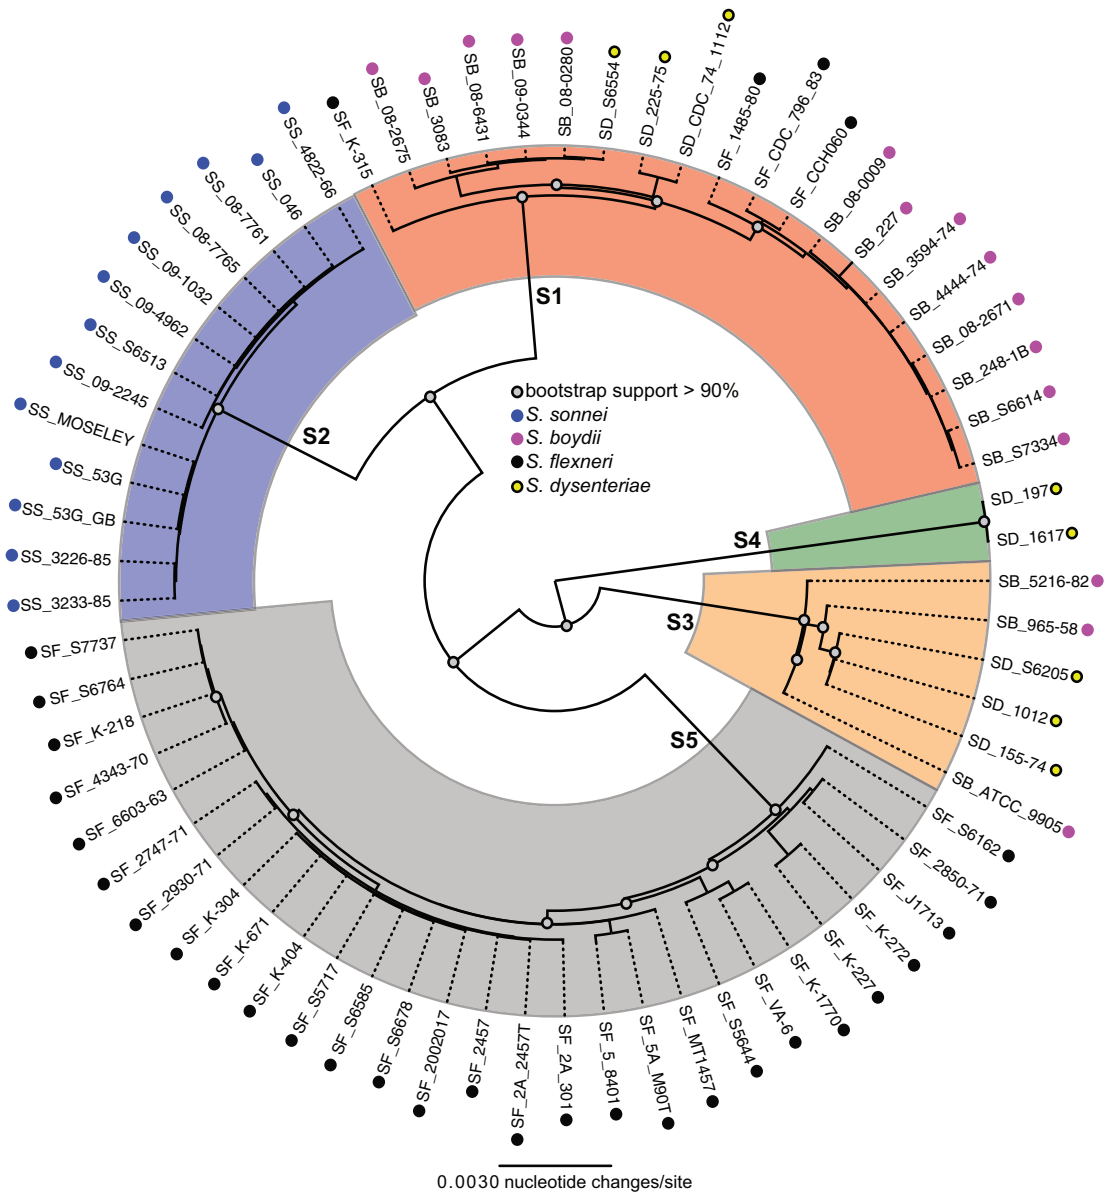 SF_K-315
SB_08-2675
SB_3083
SB_08-6431
SB_09-0344
SB_08-0280
SD_S6554
SD_225-75
SD_CDC_74_1112
SF_1485-80
SF_CDC_796_83
SF_CCH060
SB_08-0009
SB_227
SB_3594-74
SB_4444-74
SB_08-2671
SB_248-1B
SB_S6614
SB_S7334
SD_197
SD_1617
SB_5216-82
SB_965-58
SD_S6205
SD_1012
SD_155-74
SB_ATCC_9905
SF_S6162
SF_2850-71
SF_J1713
SF_K-272
SF_K-227
SF_K-1770
SF_VA-6
SF_S5644
SF_MT1457
SF_5A_M90T
SF_5_8401
SF_2A_301
SF_2A_2457T
SF_2457
SF_2002017
SF_S6678
SF_S6585
SF_S5717
SF_K-404
SF_K-671
SF_K-304
SF_2930-71
SF_2747-71
SF_6603-63
SF_4343-70
SF_K-218
SF_S6764
SF_S7737
SS_3233-85
SS_3226-85
SS_53G_GB
SS_53G
SS_MOSELEY
SS_09-2245
SS_S6513
SS_09-4962
SS_09-1032
SS_08-7765
SS_08-7761
SS_046
SS_4822-66
S1
S2
S4
S3
S5
bootstrap support > 90%
S. sonnei
S. boydii
S. flexneri
S. dysenteriae
0.0030 nucleotide changes/site